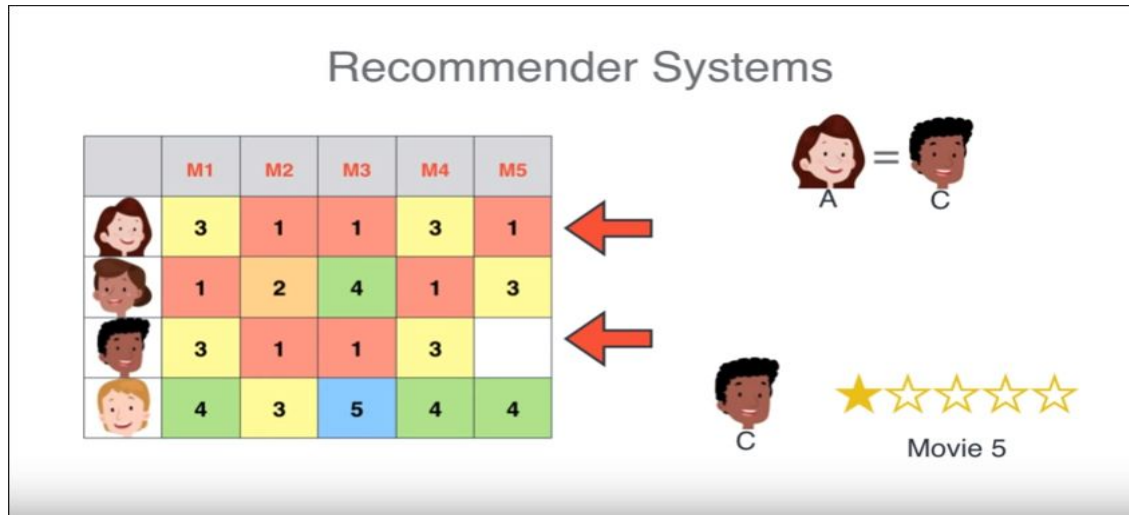 Recommender Systems
M1 M2 M3 M4 M5
3 1 1 3 1
1 2 4 1 3
3 1 1 3
4 3 5 4 4
A = C
C
Movie 5